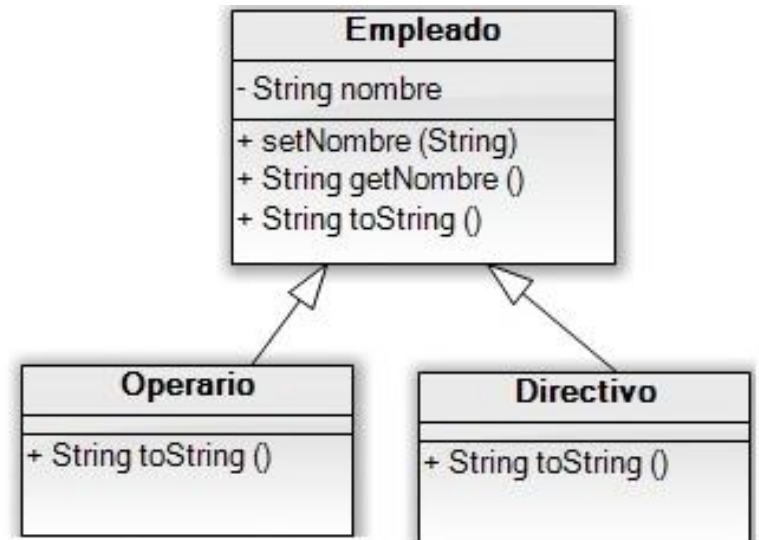 Empleado
- String nombre
+ setNombre (String)
+ String getNombre ()
+ String toString ()
Operario
+ String toString ()
Directivo
+ String toString ()